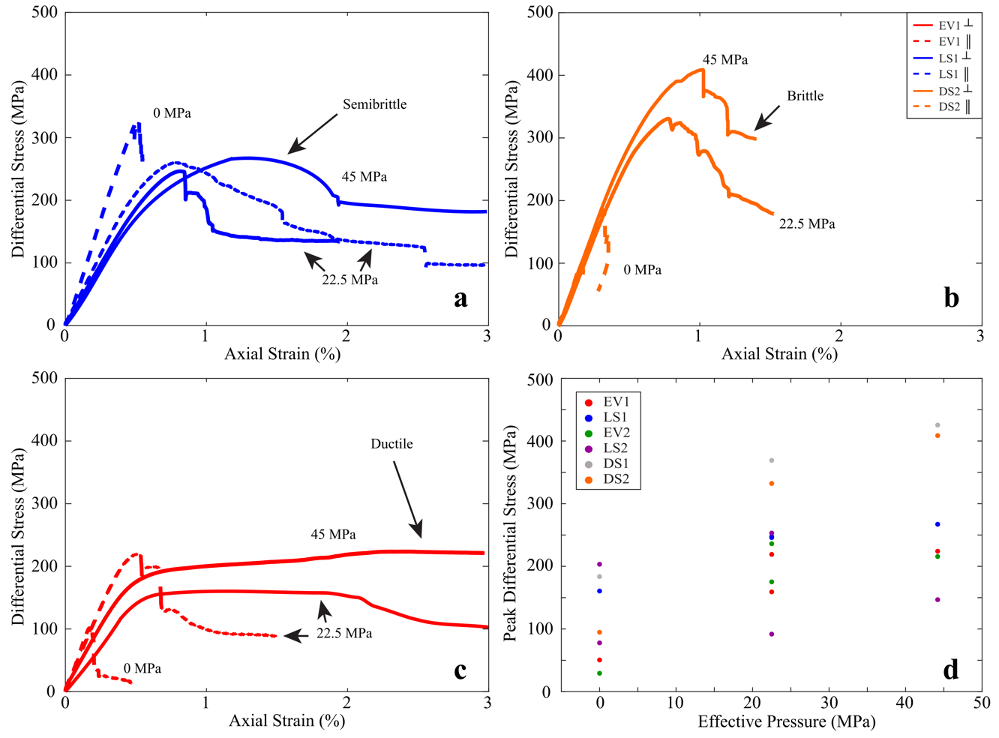 500
400
300
200
100
0
0
1
2
3
Differential Stress (MPa)
Axial Strain (%)
0 MPa
Semibrittle
45 MPa
22.5 MPa
a
500
400
300
200
100
0
0
1
2
3
Differential Stress (MPa)
Axial Strain (%)
45 MPa
Brittle
22.5 MPa
0 MPa
EV1 ⊥
EV1 ∥
LS1 ⊥
LS1 ∥
DS2 ⊥
DS2 ∥
b
500
400
300
200
100
0
0
1
2
3
Differential Stress (MPa)
Axial Strain (%)
Ductile
45 MPa
22.5 MPa
0 MPa
c
500
400
300
200
100
0
0
10
20
30
40
50
Peak Differential Stress (MPa)
Effective Pressure (MPa)
EV1
LS1
EV2
LS2
DS1
DS2
d